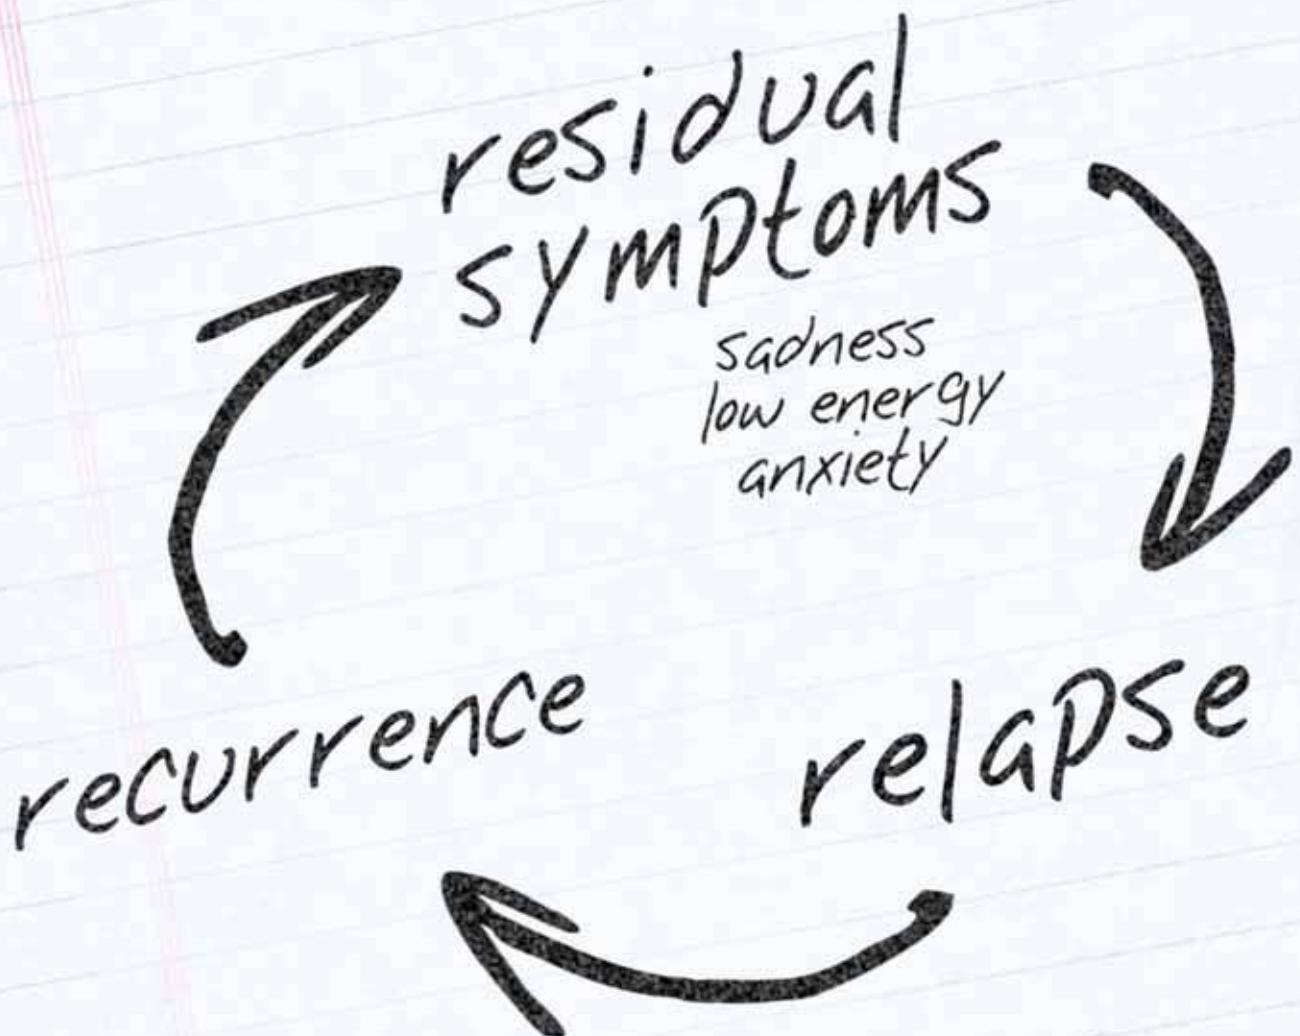 residual
symptoms
sadness
low energy
anxiety
relapse
recurrence